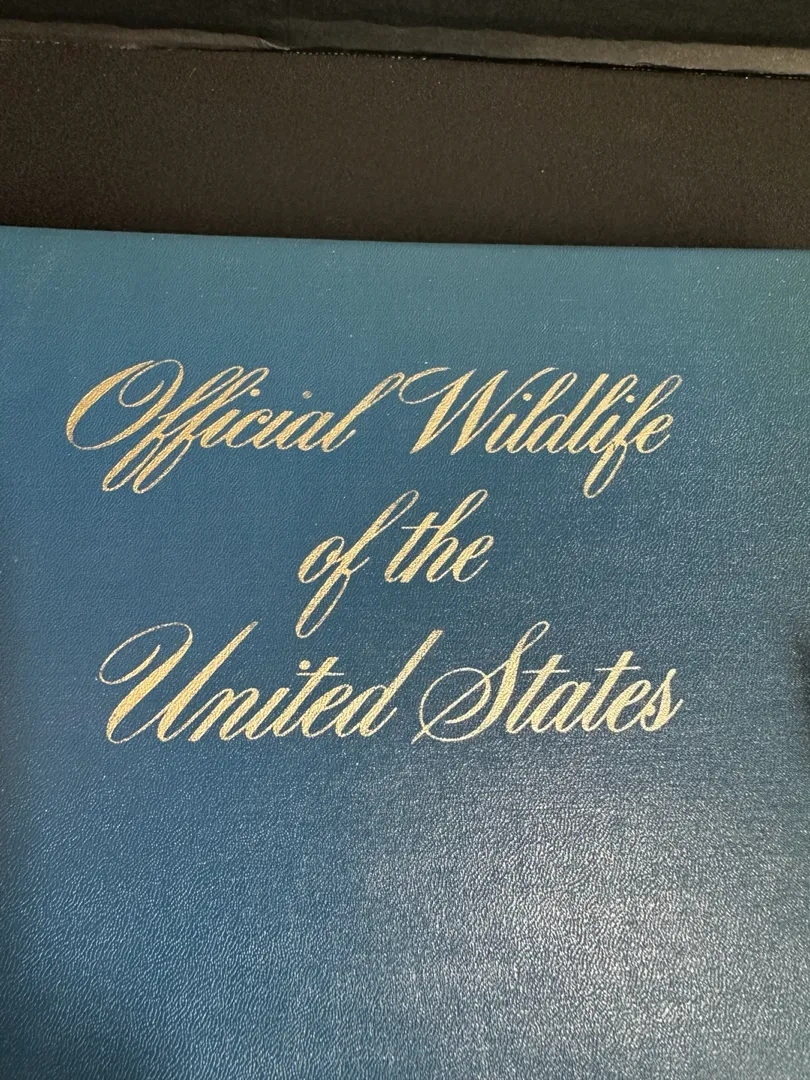 Official Wildlife
of the
United States